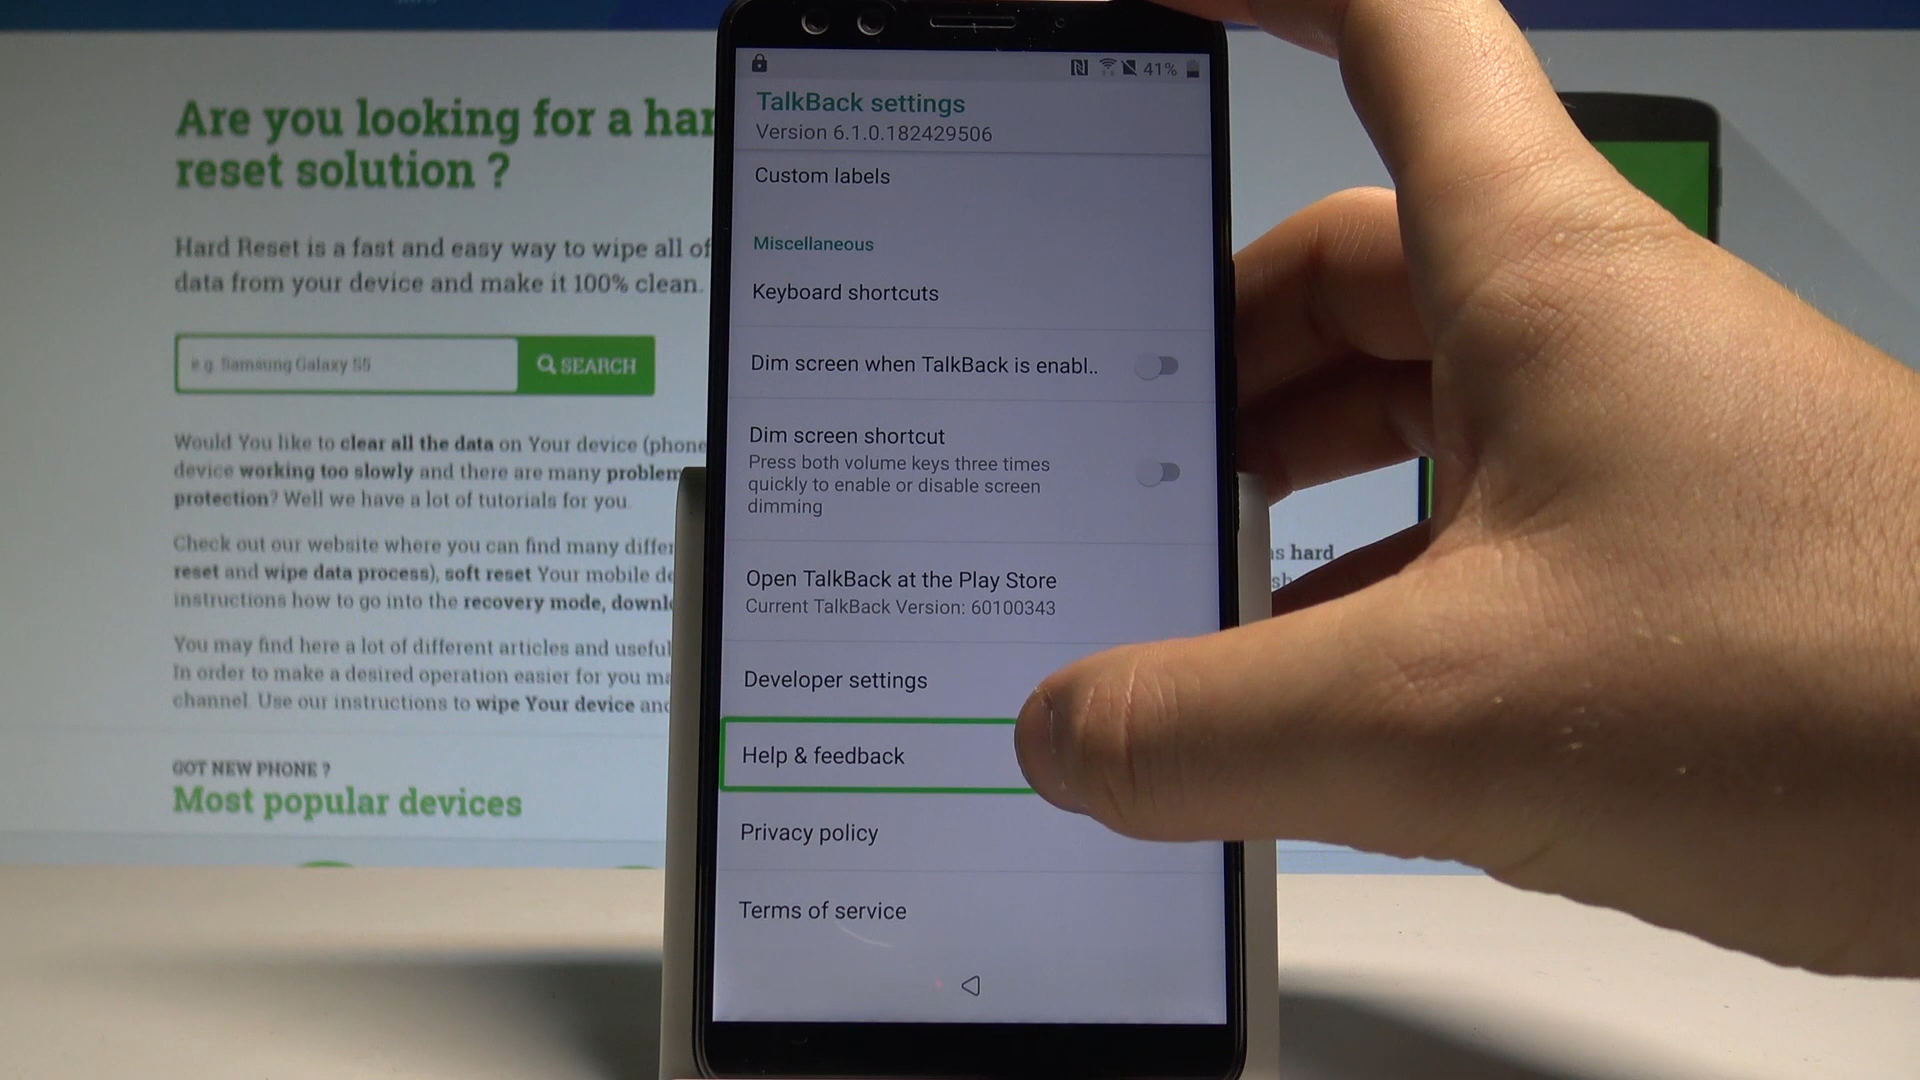 Are you looking for a har
reset solution ?
Hard Reset is a fast and easy way to wipe all of
data from your device and make it 100% clean.
e.g. Samsung Galaxy S5
SEARCH
Would You like to clear all the data on Your device (phone
device working too slowly and there are many problem
protection? Well we have a lot of tutorials for you.
Check out our website where you can find many differ
reset and wipe data process), soft reset Your mobile de
instructions how to go into the recovery mode, downl
You may find here a lot of different articles and useful
In order to make a desired operation easier for you ma
channel. Use our instructions to wipe Your device and
GOT NEW PHONE ?
Most popular devices
41%
TalkBack settings
Version 6.1.0.182429506
Custom labels
Miscellaneous
Keyboard shortcuts
Dim screen when TalkBack is enabl..
Dim screen shortcut
Press both volume keys three times
quickly to enable or disable screen
dimming
Open TalkBack at the Play Store
Current TalkBack Version: 60100343
Developer settings
Help & feedback
Privacy policy
Terms of service
as hard